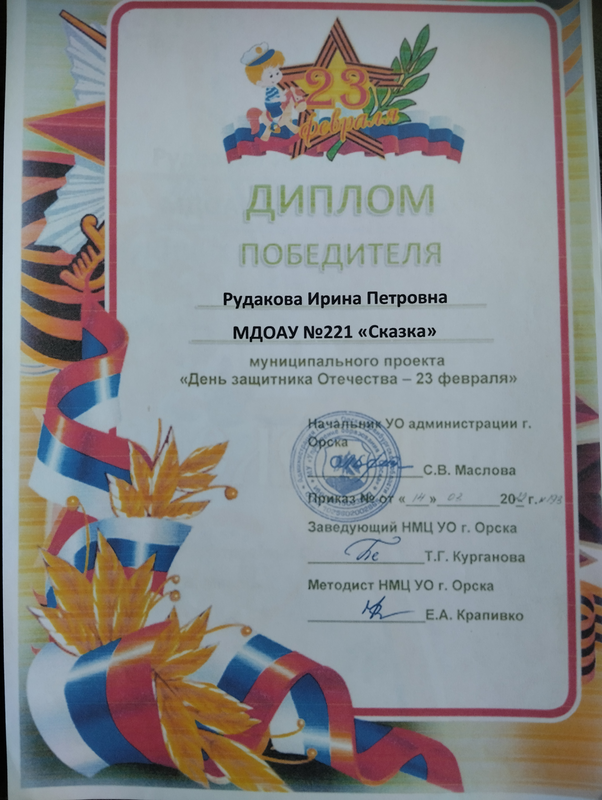 23
февраля
ДИПЛОМ
ПОБЕДИТЕЛЯ
Рудакова Ирина Петровна
МДОАУ №221 «Сказка»
муниципального проекта
«День защитника Отечества – 23 февраля»
Начальник УО администрации г.
Орска
С.В. Маслова
Приказ № от «14» 02 20 г. №193
Заведующий НМЦ УО г. Орска
Т.Г. Курганова
Методист НМЦ УО г. Орска
Е.А. Крапивко